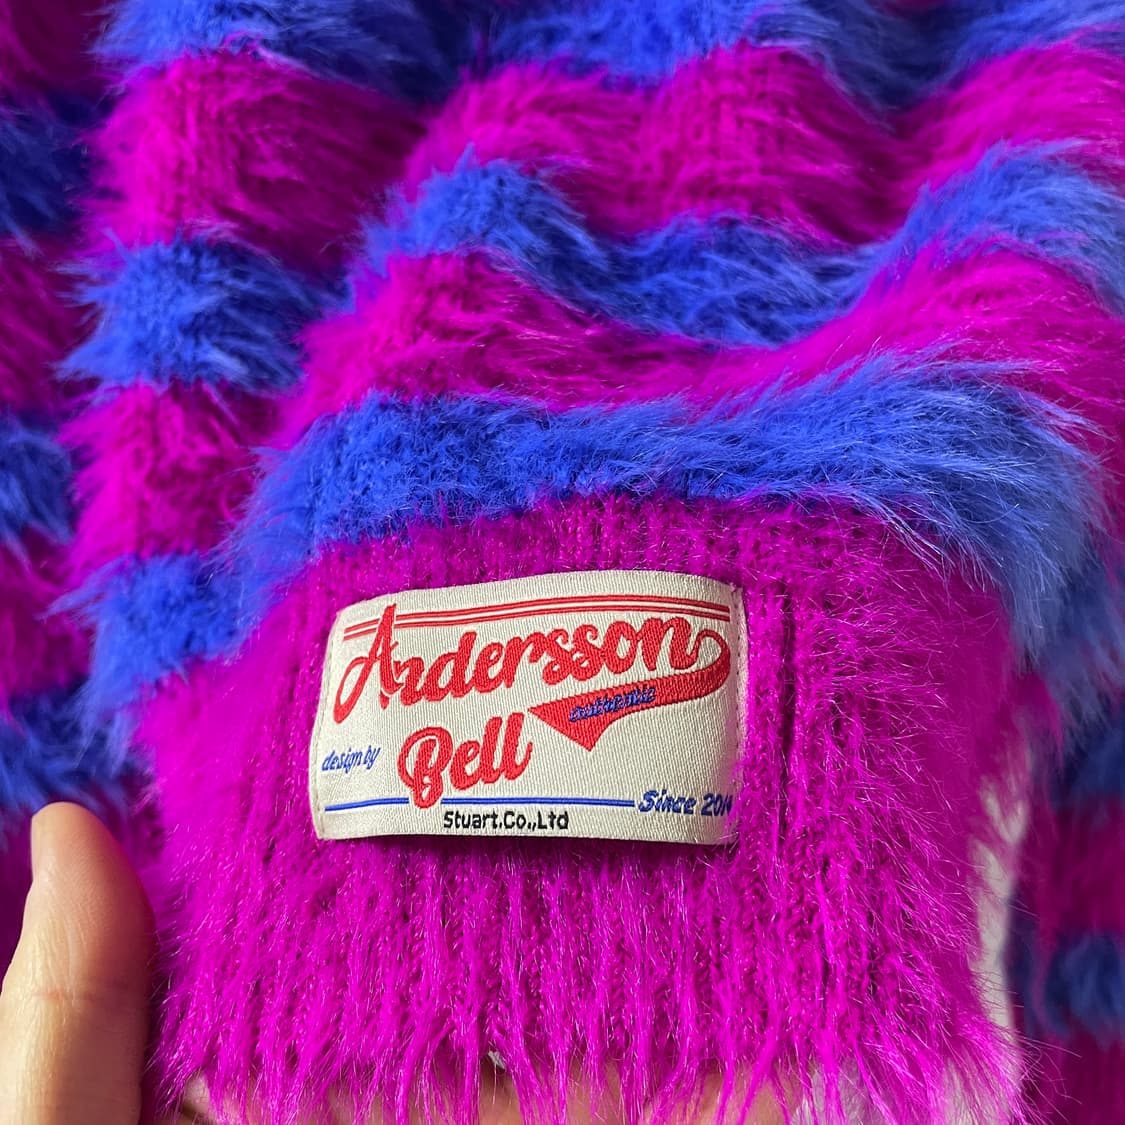 Andersson
authentic
Bell
design by
Since 2014
Stuart.Co.,Ltd